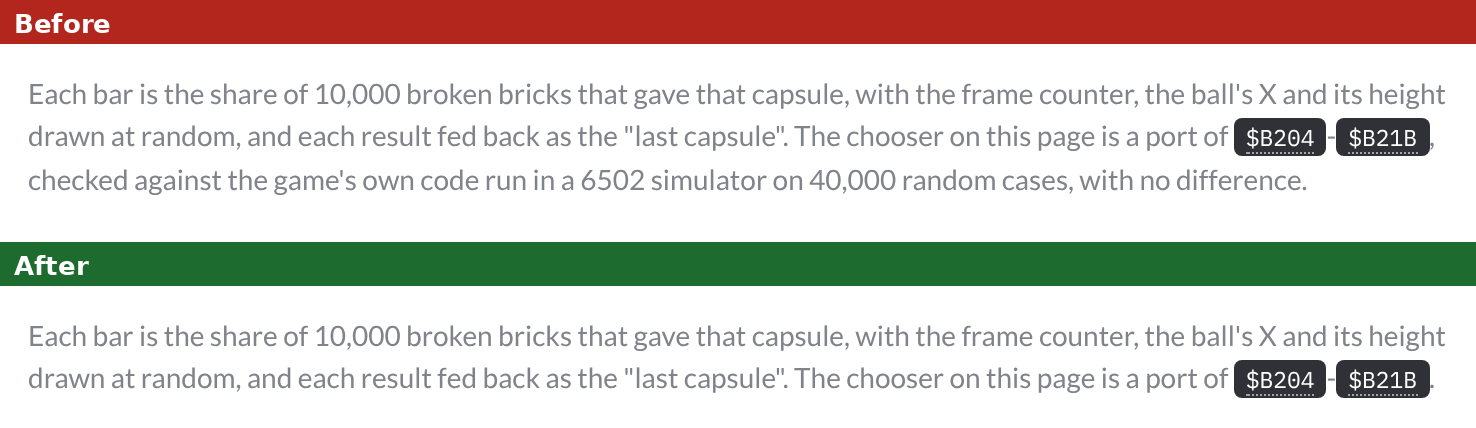 Before
Each bar is the share of 10,000 broken bricks that gave that capsule, with the frame counter, the ball's X and its height
drawn at random, and each result fed back as the "last capsule". The chooser on this page is a port of $B204-$B21B,
checked against the game's own code run in a 6502 simulator on 40,000 random cases, with no difference.
After
Each bar is the share of 10,000 broken bricks that gave that capsule, with the frame counter, the ball's X and its height
drawn at random, and each result fed back as the "last capsule". The chooser on this page is a port of $B204-$B21B.